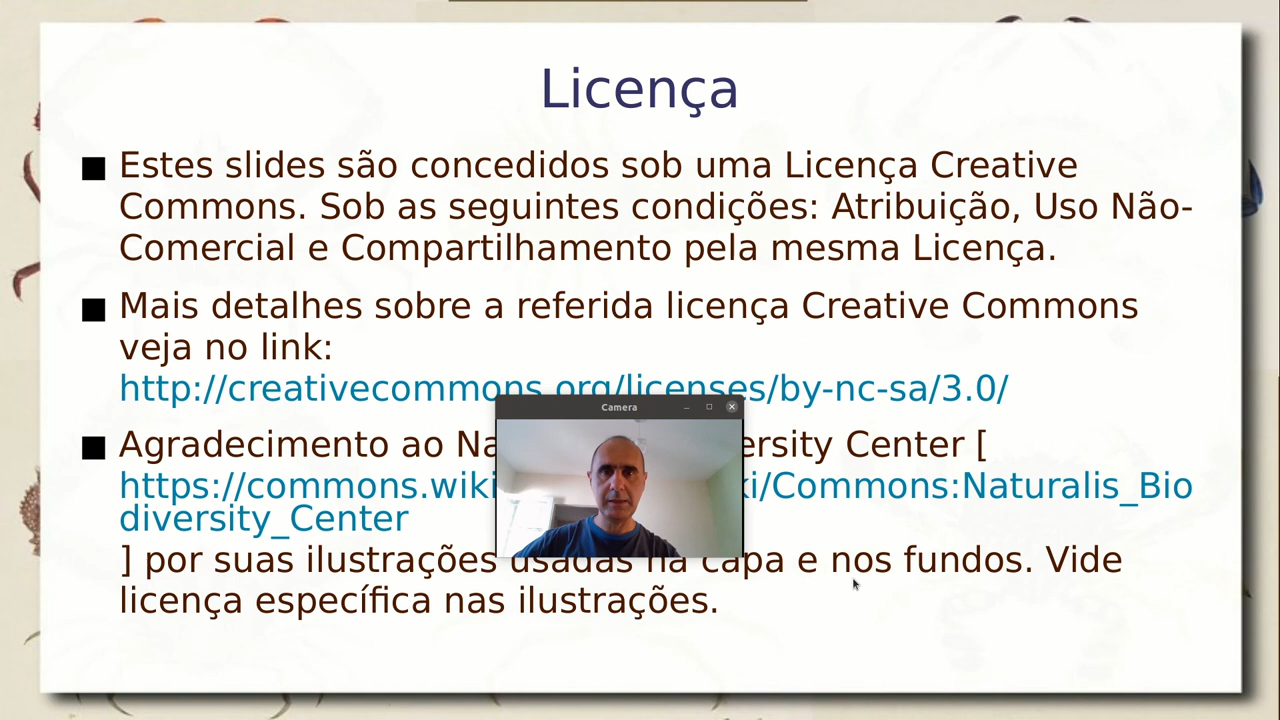 Licença
Estes slides são concedidos sob uma Licença Creative
Commons. Sob as seguintes condições: Atribuição, Uso Não-
Comercial e Compartilhamento pela mesma Licença.
Mais detalhes sobre a referida licença Creative Commons
veja no link:
http://creativecommons.org/licenses/by-nc-sa/3.0/
Camera
Agradecimento ao Center [
https://commons. ki/Commons:Naturalis_Bio
diversity_Center
] por suas ilustrações usadas na capa e nos fundos. Vide
licença específica nas ilustrações.